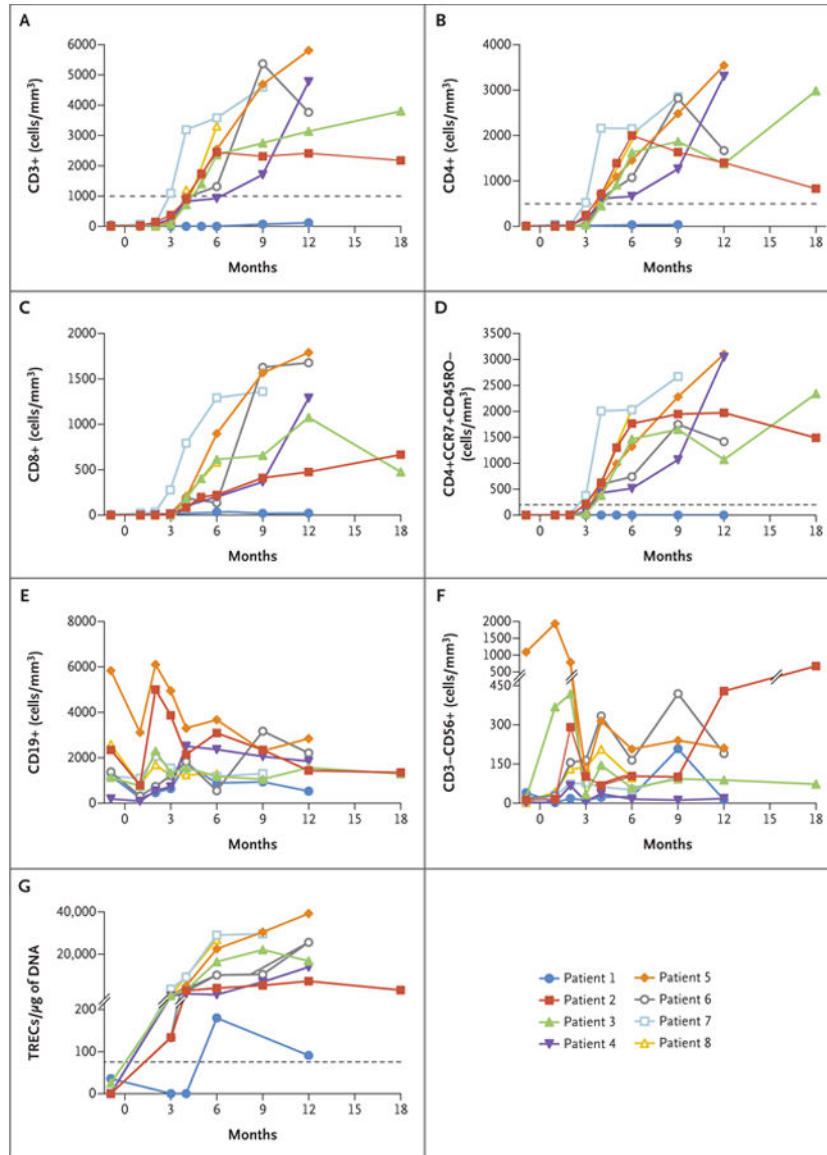 A
CD3+ (cells/mm³)
6000
5000
4000
3000
2000
1000
0
0 3 6 9 12 15 18
Months
B
CD4+ (cells/mm³)
4000
3000
2000
1000
0
0 3 6 9 12 15 18
Months
C
CD8+ (cells/mm³)
2000
1500
1000
500
0
0 3 6 9 12 15 18
Months
D
CD4+CCR7+CD45RO−
(cells/mm³)
3500
3000
2500
2000
1500
1000
500
0
0 3 6 9 12 15 18
Months
E
CD19+ (cells/mm³)
8000
6000
4000
2000
0
0 3 6 9 12 15 18
Months
F
CD3−CD56+ (cells/mm³)
2000
1500
1000
500
450
300
150
0
0 3 6 9 12 15 18
Months
G
TRECs/µg of DNA
40,000
20,000
200
100
0
0 3 6 9 12 15 18
Months
Patient 1
Patient 2
Patient 3
Patient 4
Patient 5
Patient 6
Patient 7
Patient 8